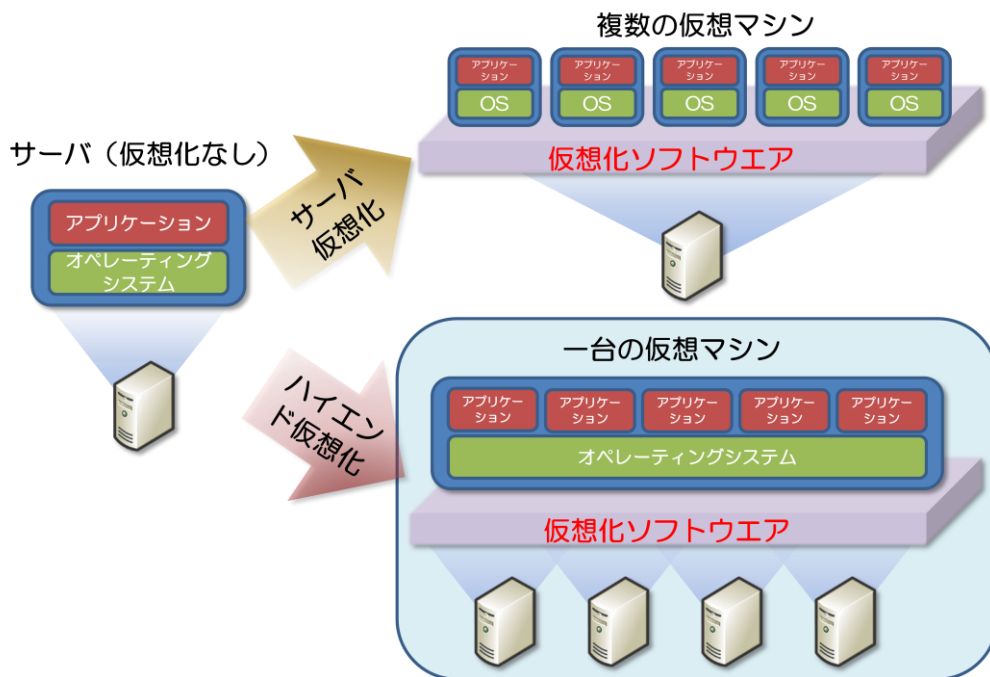 複数の仮想マシン
アプリケー
ション
アプリケー
ション
アプリケー
ション
アプリケー
ション
アプリケー
ション
OS
OS
OS
OS
OS
仮想化ソフトウエア
サーバ（仮想化なし）
アプリケーション
オペレーティング
システム
サーバ
仮想化
ハイエン
ド仮想化
一台の仮想マシン
アプリケー
ション
アプリケー
ション
アプリケー
ション
アプリケー
ション
アプリケー
ション
オペレーティングシステム
仮想化ソフトウエア